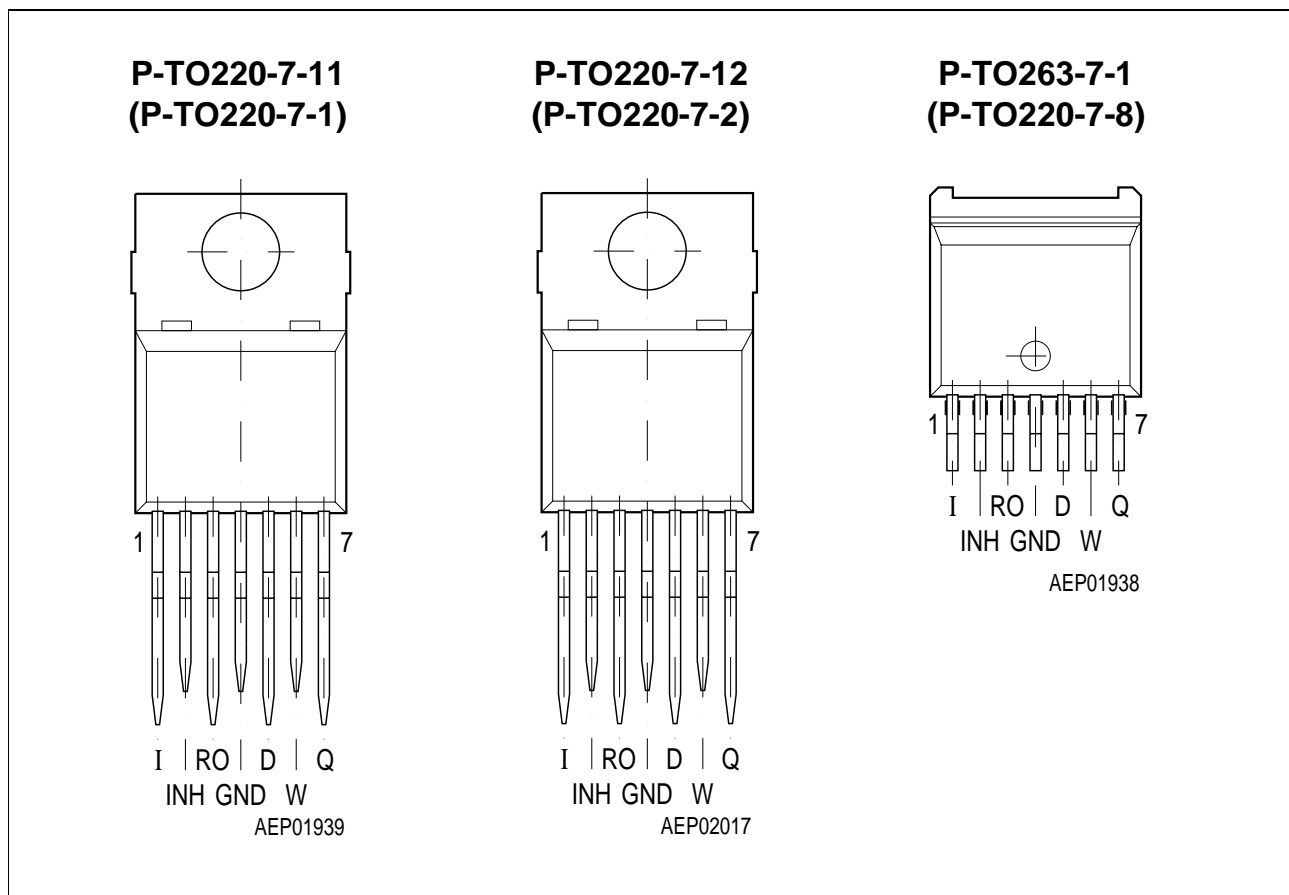 P-TO220-7-11
(P-TO220-7-1)
1 7
I RO D Q
INH GND W
AEP01939
P-TO220-7-12
(P-TO220-7-2)
1 7
I RO D Q
INH GND W
AEP02017
P-TO263-7-1
(P-TO220-7-8)
1 7
I RO D Q
INH GND W
AEP01938